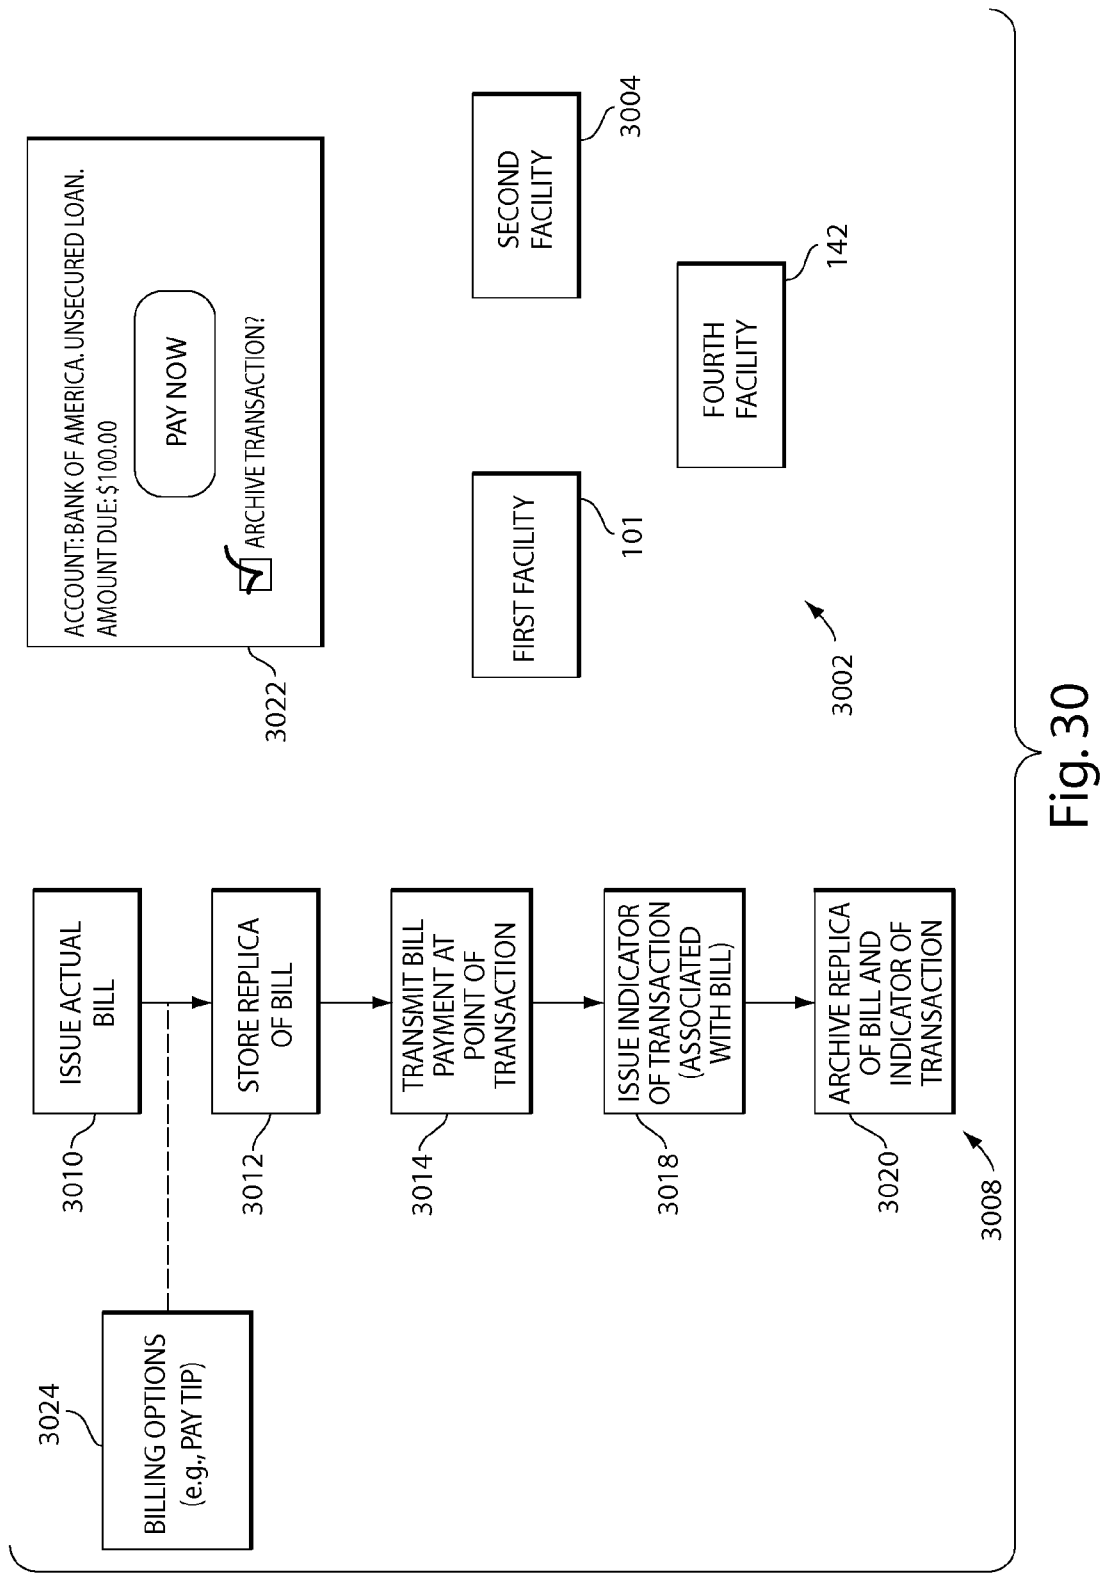 3024
BILLING OPTIONS
(e.g., PAY TIP)
3010
ISSUE ACTUAL
BILL
3012
STORE REPLICA
OF BILL
3014
TRANSMIT BILL
PAYMENT AT
POINT OF
TRANSACTION
3018
ISSUE INDICATOR
OF TRANSACTION
(ASSOCIATED
WITH BILL)
3020
ARCHIVE REPLICA
OF BILL AND
INDICATOR OF
TRANSACTION
3008
3022
ACCOUNT: BANK OF AMERICA. UNSECURED LOAN.
AMOUNT DUE: $100.00
PAY NOW
ARCHIVE TRANSACTION?
FIRST FACILITY
101
SECOND
FACILITY
3004
FOURTH
FACILITY
142
3002
Fig. 30